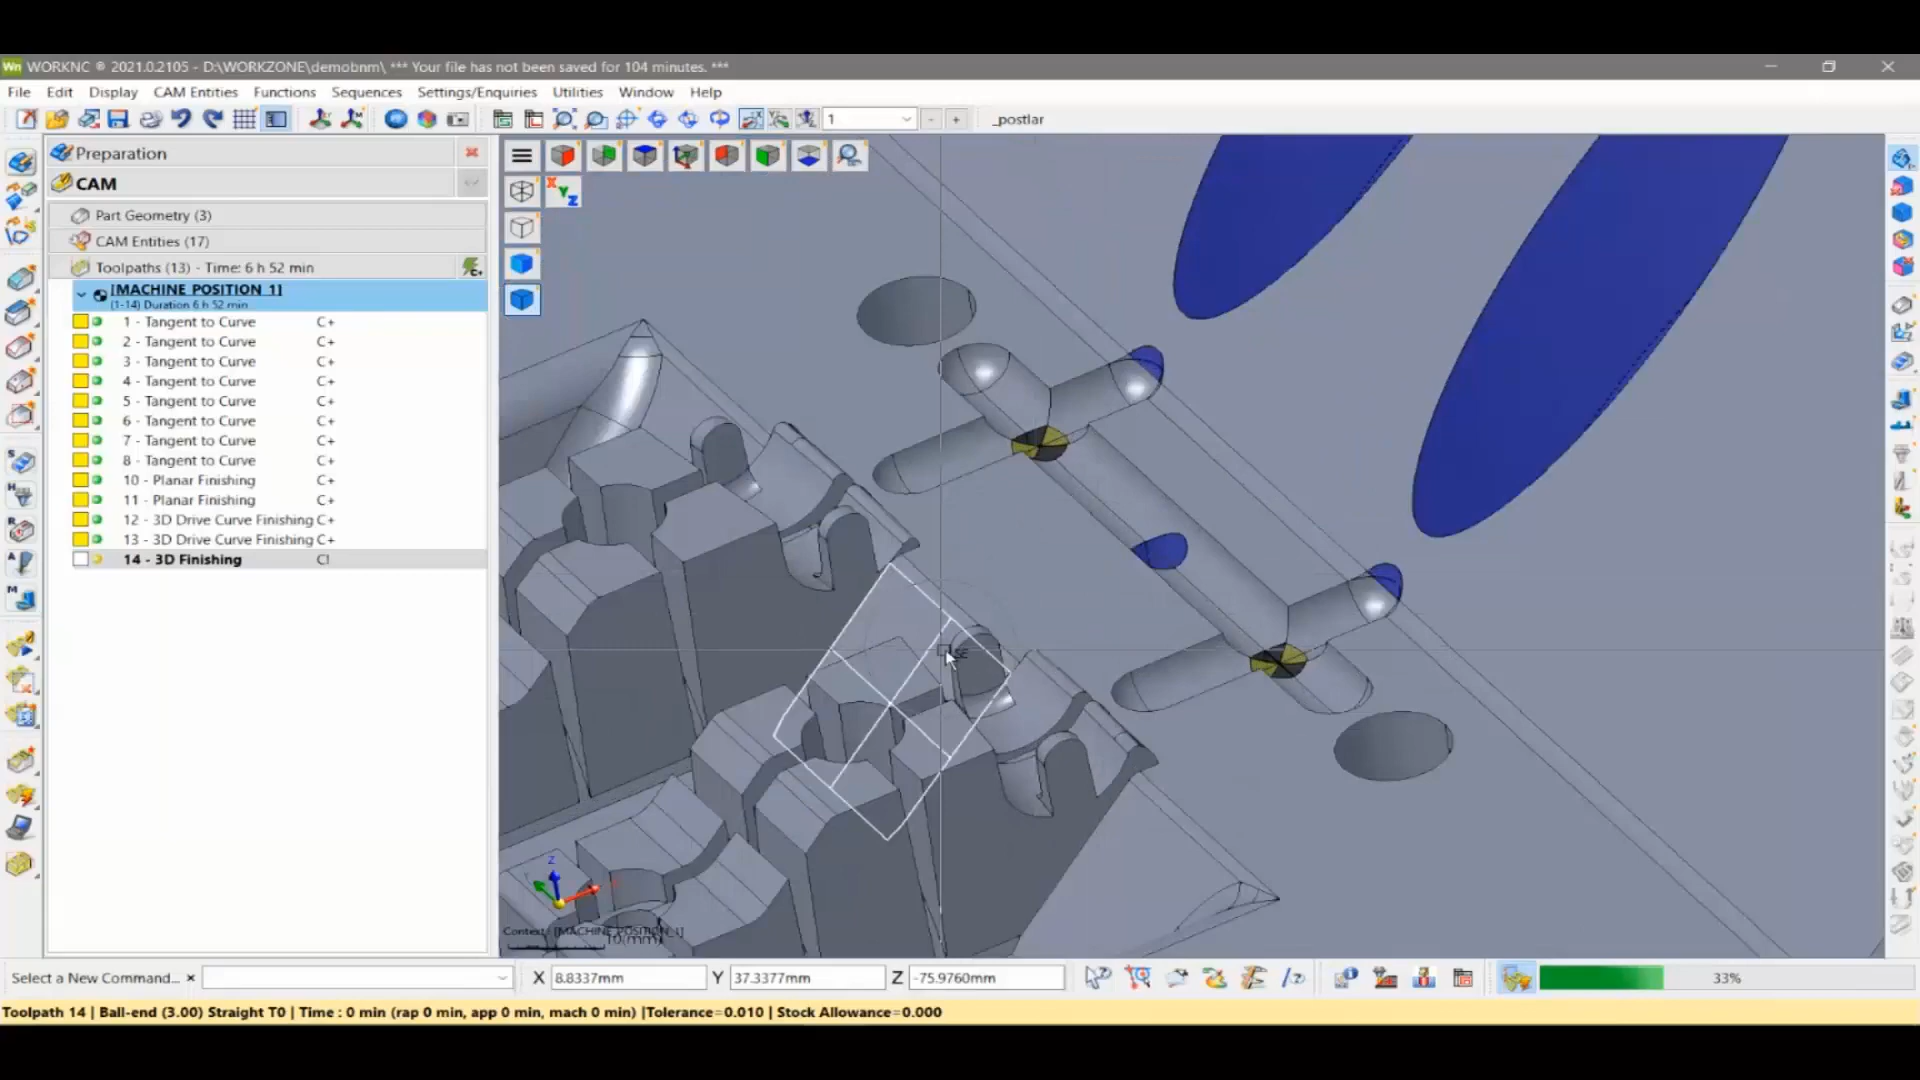 Wn WORKNC ® 2021.0.2105 - D:\WORKZONE\demobnm\ *** Your file has not been saved for 104 minutes. ***
File Edit Display CAM Entities Functions Sequences Settings/Enquiries Utilities Window Help
1 - + _postlar
Preparation
CAM
Part Geometry (3)
CAM Entities (17)
Toolpaths (13) - Time: 6 h 52 min
C+
[MACHINE POSITION 1]
(1-14) Duration 6 h 52 min
1 - Tangent to Curve C+
2 - Tangent to Curve C+
3 - Tangent to Curve C+
4 - Tangent to Curve C+
5 - Tangent to Curve C+
6 - Tangent to Curve C+
7 - Tangent to Curve C+
8 - Tangent to Curve C+
10 - Planar Finishing C+
11 - Planar Finishing C+
12 - 3D Drive Curve Finishing C+
13 - 3D Drive Curve Finishing C+
14 - 3D Finishing C!
X Y Z
S
H
R
A
M
SE
Z
Context : [MACHINE POSITION_1]
10(mm)
Select a New Command... X 8.8337mm Y 37.3377mm Z -75.9760mm 33%
Toolpath 14 | Ball-end (3.00) Straight T0 | Time : 0 min (rap 0 min, app 0 min, mach 0 min) |Tolerance=0.010 | Stock Allowance=0.000